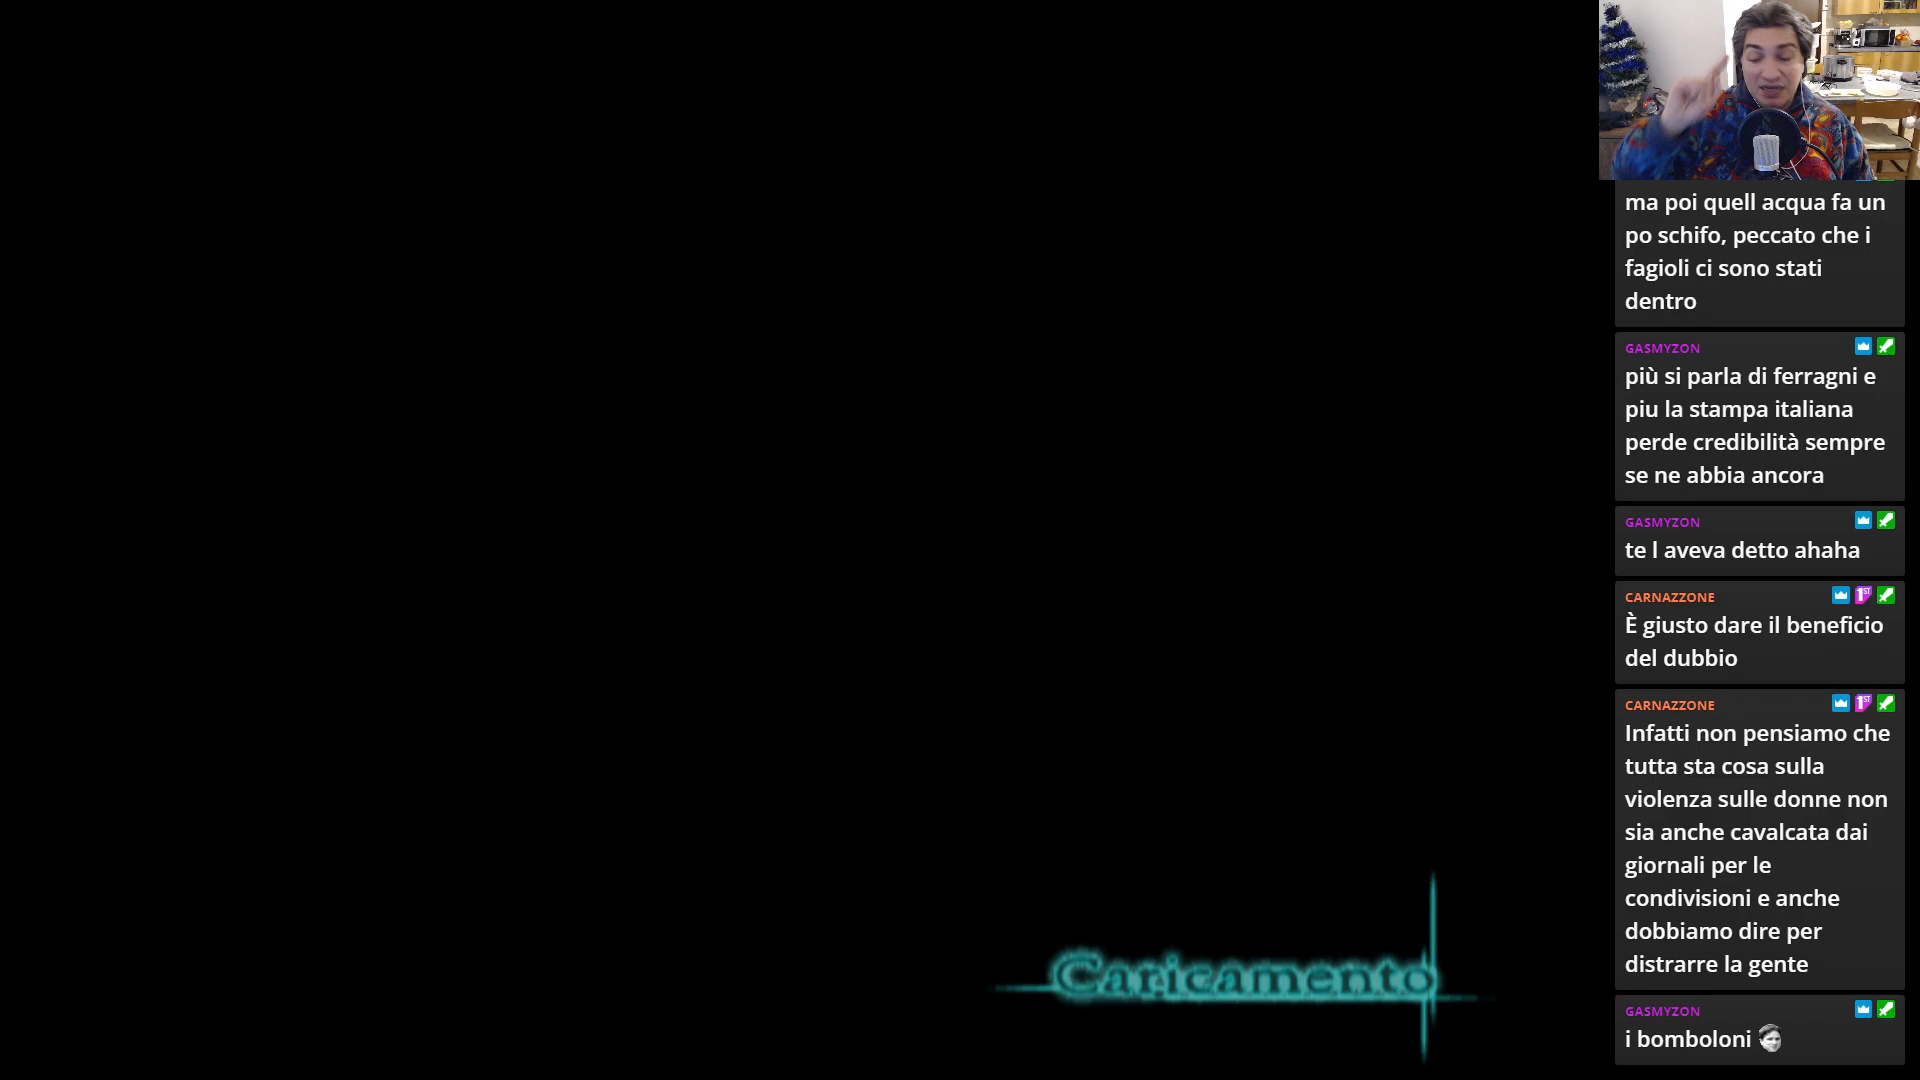 ma poi quell acqua fa un
po schifo, peccato che i
fagioli ci sono stati
dentro
GASMYZON
più si parla di ferragni e
piu la stampa italiana
perde credibilità sempre
se ne abbia ancora
GASMYZON
te l aveva detto ahaha
CARNAZZONE
1ST
È giusto dare il beneficio
del dubbio
CARNAZZONE
1ST
Infatti non pensiamo che
tutta sta cosa sulla
violenza sulle donne non
sia anche cavalcata dai
giornali per le
condivisioni e anche
dobbiamo dire per
distrarre la gente
Caricamento
GASMYZON
i bomboloni